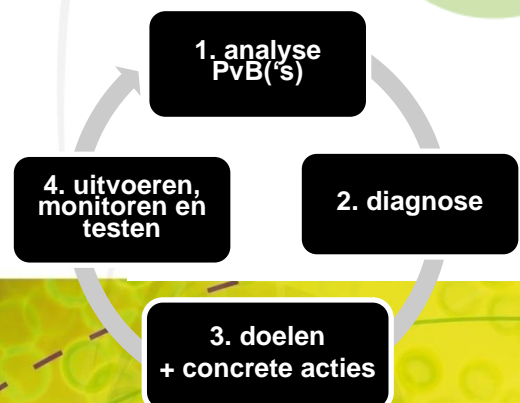 1. analyse
PvB(‘s)
2. diagnose
3. doelen
+ concrete acties
4. uitvoeren,
monitoren en
testen